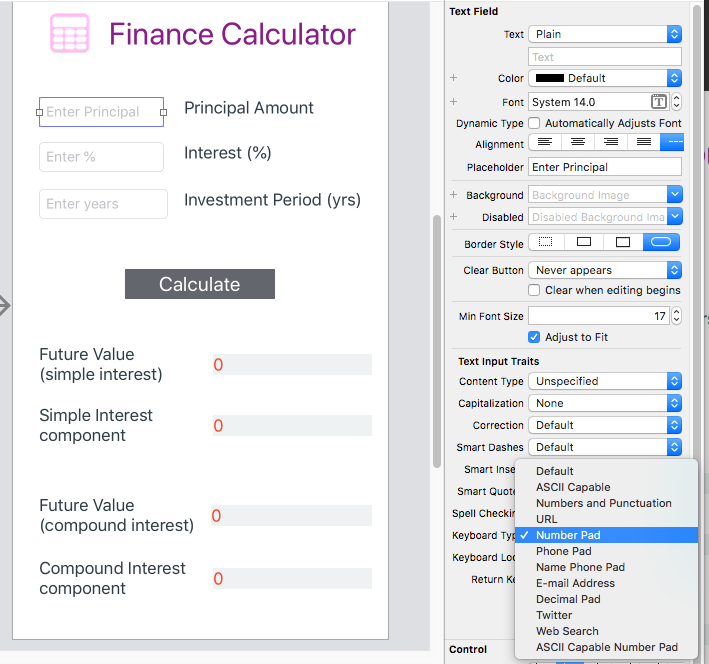 Finance Calculator
Enter Principal
Principal Amount
Enter %
Interest (%)
Enter years
Investment Period (yrs)
Calculate
Future Value
(simple interest)
0
Simple Interest
component
0
Future Value
(compound interest)
0
Compound Interest
component
0
Text Field
Text Plain
Text
+ Color Default
+ Font System 14.0 T
Dynamic Type Automatically Adjusts Font
Alignment
Placeholder Enter Principal
+ Background Background Image
+ Disabled Disabled Background Ima
Border Style
Clear Button Never appears
Clear when editing begins
Min Font Size 17
Adjust to Fit
Text Input Traits
Content Type Unspecified
Capitalization None
Correction Default
Smart Dashes Default
Smart Inse
Smart Quot
Spell Checkin
Keyboard Typ
Keyboard Loo
Return Ke
Default
ASCII Capable
Numbers and Punctuation
URL
✓ Number Pad
Phone Pad
Name Phone Pad
E-mail Address
Decimal Pad
Twitter
Web Search
ASCII Capable Number Pad
Control